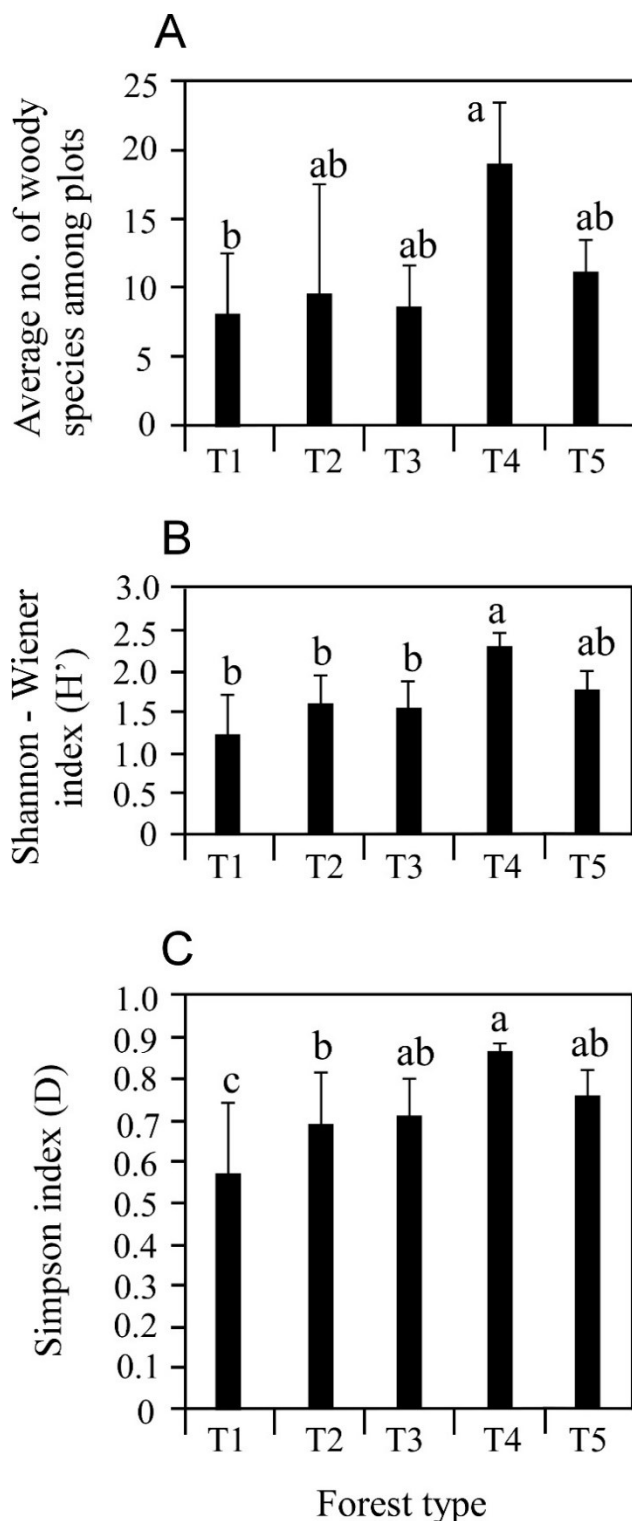 A
Average no. of woody
species among plots
25
20
15
10
5
0
b
ab
ab
a
ab
T1 T2 T3 T4 T5
B
Shannon - Wiener
index (H’)
3.0
2.5
2.0
1.5
1.0
0.5
0
b
b
b
a
ab
T1 T2 T3 T4 T5
C
Simpson index (D)
1.0
0.9
0.8
0.7
0.6
0.5
0.4
0.3
0.2
0.1
0
c
b
ab
a
ab
T1 T2 T3 T4 T5
Forest type